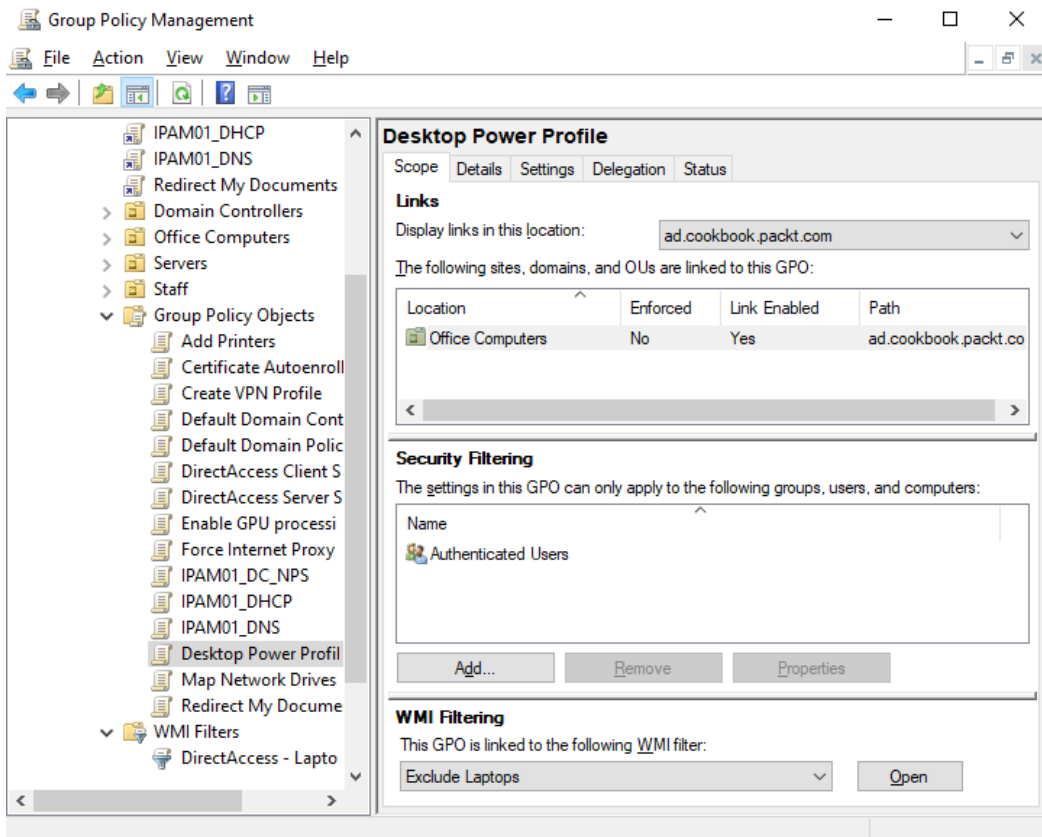 Group Policy Management
File Action View Window Help
IPAM01_DHCP
IPAM01_DNS
Redirect My Documents
Domain Controllers
Office Computers
Servers
Staff
Group Policy Objects
Add Printers
Certificate Autoenroll
Create VPN Profile
Default Domain Cont
Default Domain Polic
DirectAccess Client S
DirectAccess Server S
Enable GPU processi
Force Internet Proxy
IPAM01_DC_NPS
IPAM01_DHCP
IPAM01_DNS
Desktop Power Profil
Map Network Drives
Redirect My Docume
WMI Filters
DirectAccess - Lapto
Desktop Power Profile
Scope Details Settings Delegation Status
Links
Display links in this location: ad.cookbook.packt.com
The following sites, domains, and OUs are linked to this GPO:
Location Enforced Link Enabled Path
Office Computers No Yes ad.cookbook.packt.co
Security Filtering
The settings in this GPO can only apply to the following groups, users, and computers:
Name
Authenticated Users
Add... Remove Properties
WMI Filtering
This GPO is linked to the following WMI filter:
Exclude Laptops Open